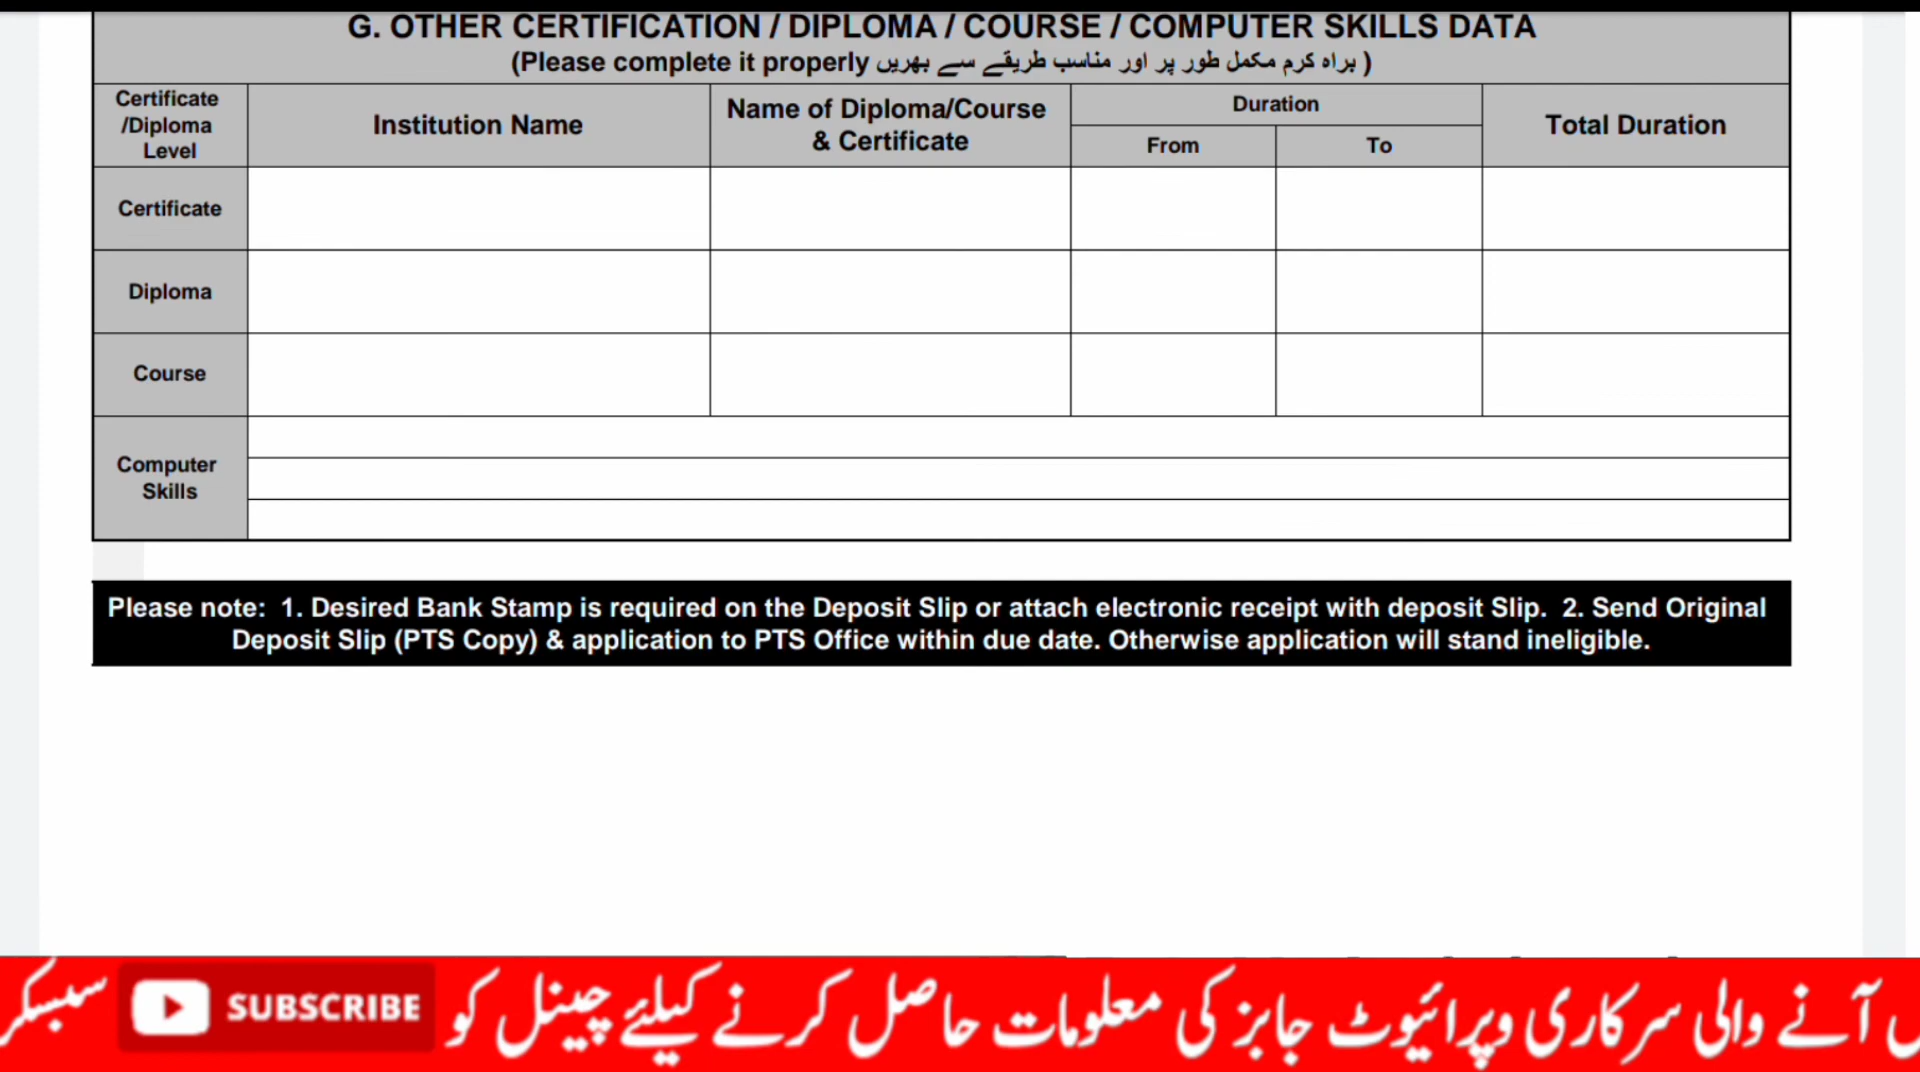 G. OTHER CERTIFICATION / DIPLOMA / COURSE / COMPUTER SKILLS DATA
(Please complete it properly براہ کرم مکمل طور پر اور مناسب طریقے سے بھریں )
Certificate
/Diploma
Level
Institution Name
Name of Diploma/Course
& Certificate
Duration
From
To
Total Duration
Certificate
Diploma
Course
Computer
Skills
Please note: 1. Desired Bank Stamp is required on the Deposit Slip or attach electronic receipt with deposit Slip. 2. Send Original
Deposit Slip (PTS Copy) & application to PTS Office within due date. Otherwise application will stand ineligible.
آنے والی سرکاری وپرائیوٹ جابز کی معلومات حاصل کرنے کیلئے چینل کو SUBSCRIBE